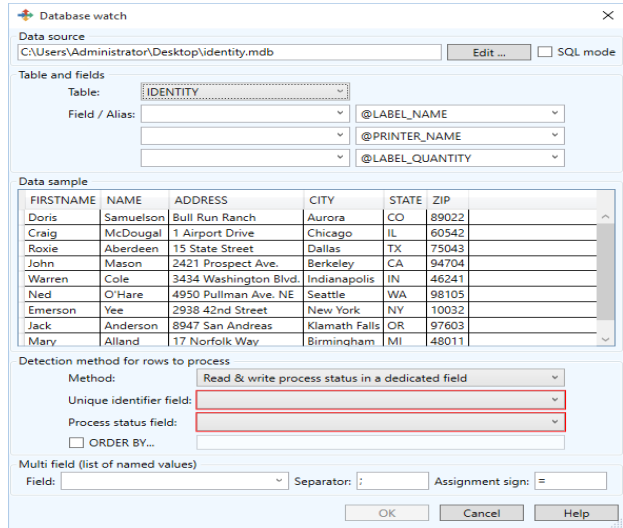 Database watch
Data source
C:\Users\Administrator\Desktop\identity.mdb Edit ... SQL mode
Table and fields
Table: IDENTITY
Field / Alias: @LABEL_NAME
@PRINTER_NAME
@LABEL_QUANTITY
Data sample
FIRSTNAME NAME ADDRESS CITY STATE ZIP
Doris Samuelson Bull Run Ranch Aurora CO 89022
Craig McDougal 1 Airport Drive Chicago IL 60542
Roxie Aberdeen 15 State Street Dallas TX 75043
John Mason 2421 Prospect Ave. Berkeley CA 94704
Warren Cole 3434 Washington Blvd. Indianapolis IN 46241
Ned O'Hare 4950 Pullman Ave. NE Seattle WA 98105
Emerson Yee 2938 42nd Street New York NY 10032
Jack Anderson 8947 San Andreas Klamath Falls OR 97603
Mary Alland 17 Norfolk Way Birmingham MI 48011
Detection method for rows to process
Method: Read & write process status in a dedicated field
Unique identifier field:
Process status field:
ORDER BY...
Multi field (list of named values)
Field: Separator: ; Assignment sign: =
OK Cancel Help